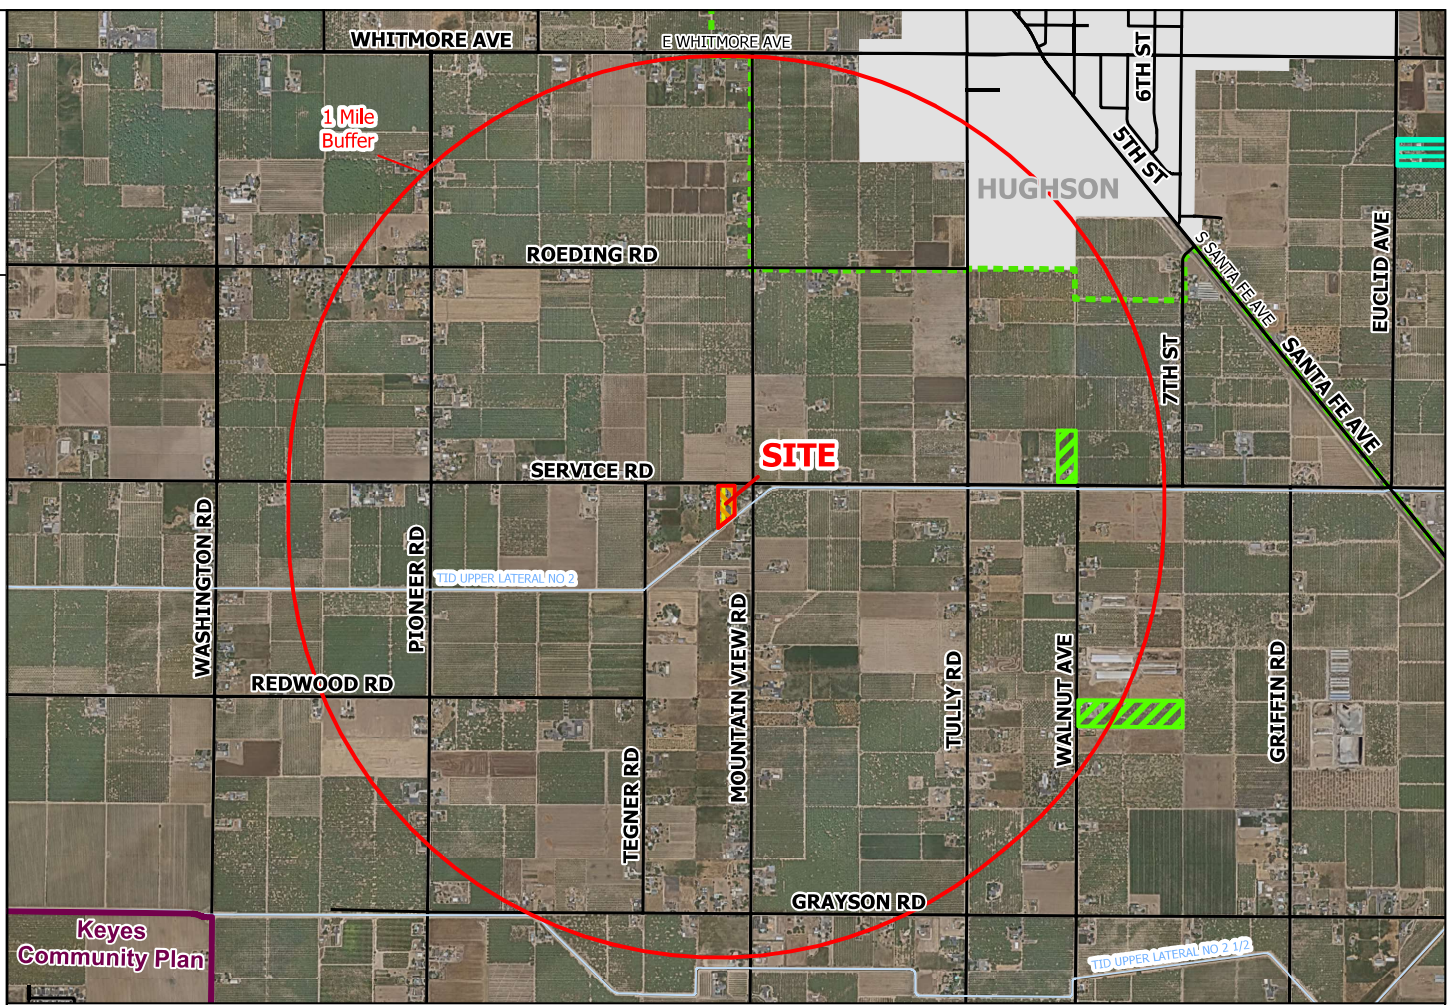 WHITMORE AVE
E WHITMORE AVE
6TH ST
1 Mile
Buffer
5TH ST
HUGHSON
ROEDING RD
S SANTA FE AVE
EUCLID AVE
SANTA FE AVE
7TH ST
SITE
SERVICE RD
WASHINGTON RD
PIONEER RD
TID UPPER LATERAL NO 2
MOUNTAIN VIEW RD
REDWOOD RD
TULLY RD
WALNUT AVE
GRIFFIN RD
TEGNER RD
GRAYSON RD
Keyes
Community Plan
TID UPPER LATERAL NO 2 1/2